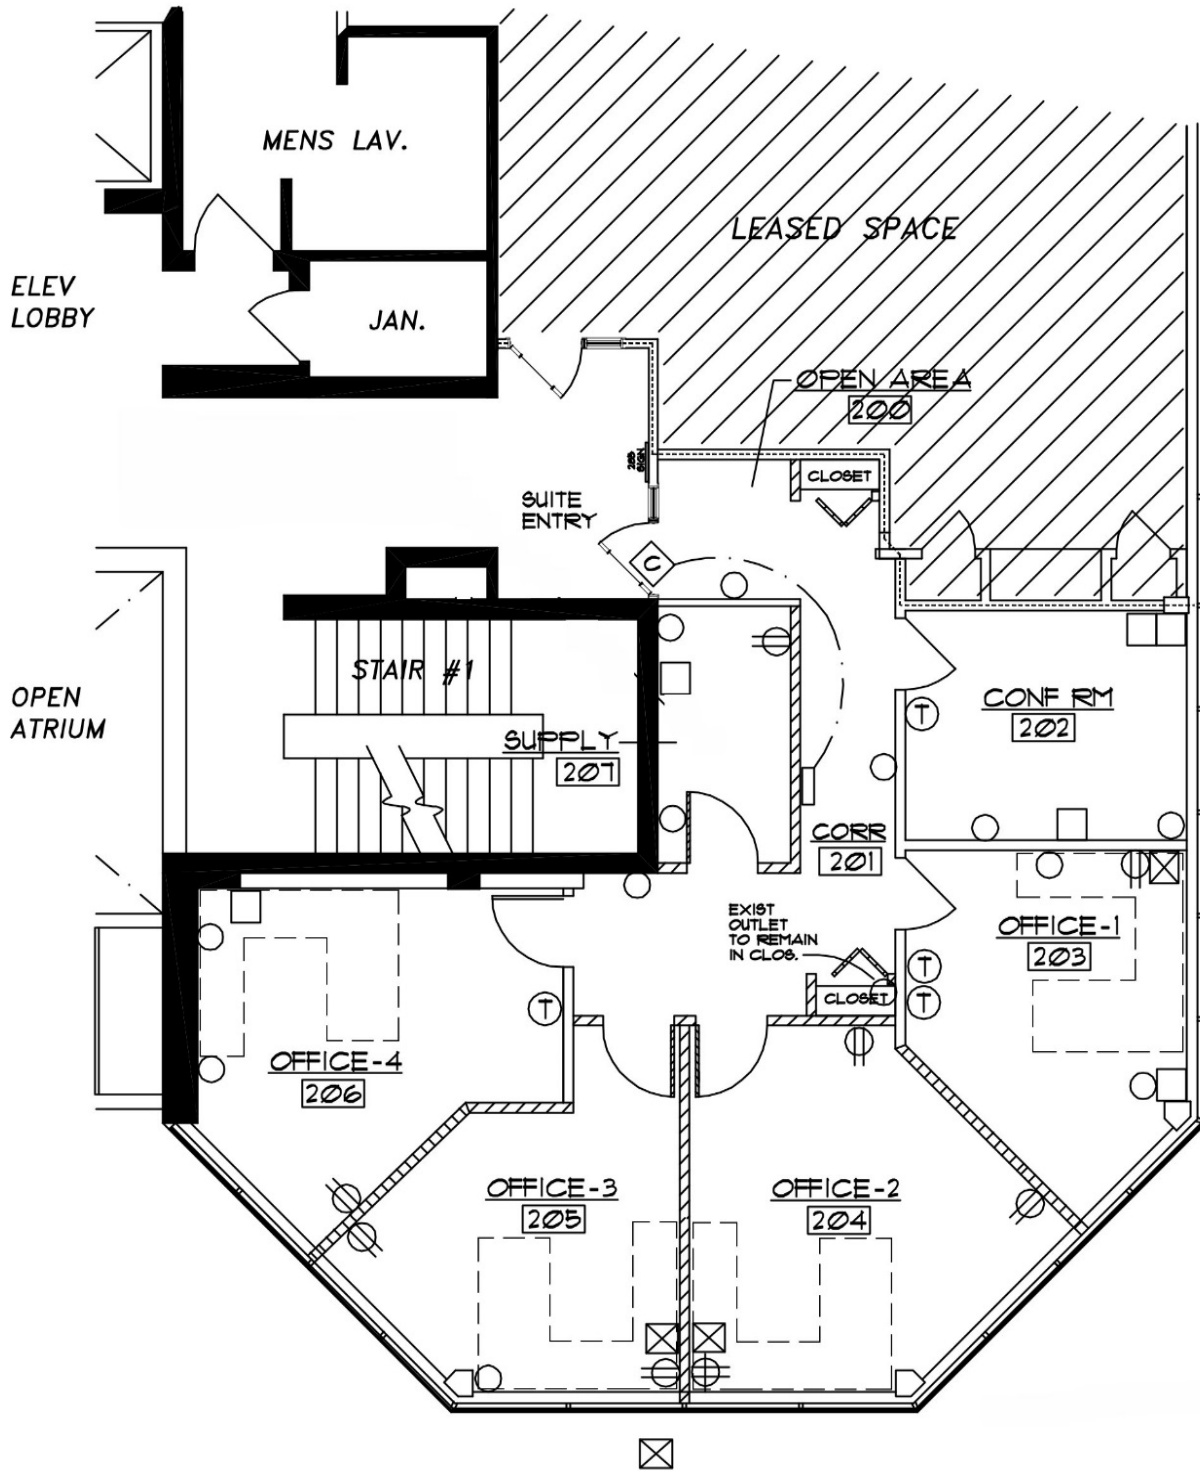 MENS LAV.
LEASED SPACE
ELEV
LOBBY
JAN.
OPEN AREA
200
SUITE
ENTRY
CLOSET
C
OPEN
ATRIUM
STAIR #1
SUPPLY
207
CONF RM
202
T
CORR
201
EXIST
OUTLET
TO REMAIN
IN CLOS.
CLOSET
OFFICE-1
203
T
T
T
OFFICE-4
206
OFFICE-3
205
OFFICE-2
204